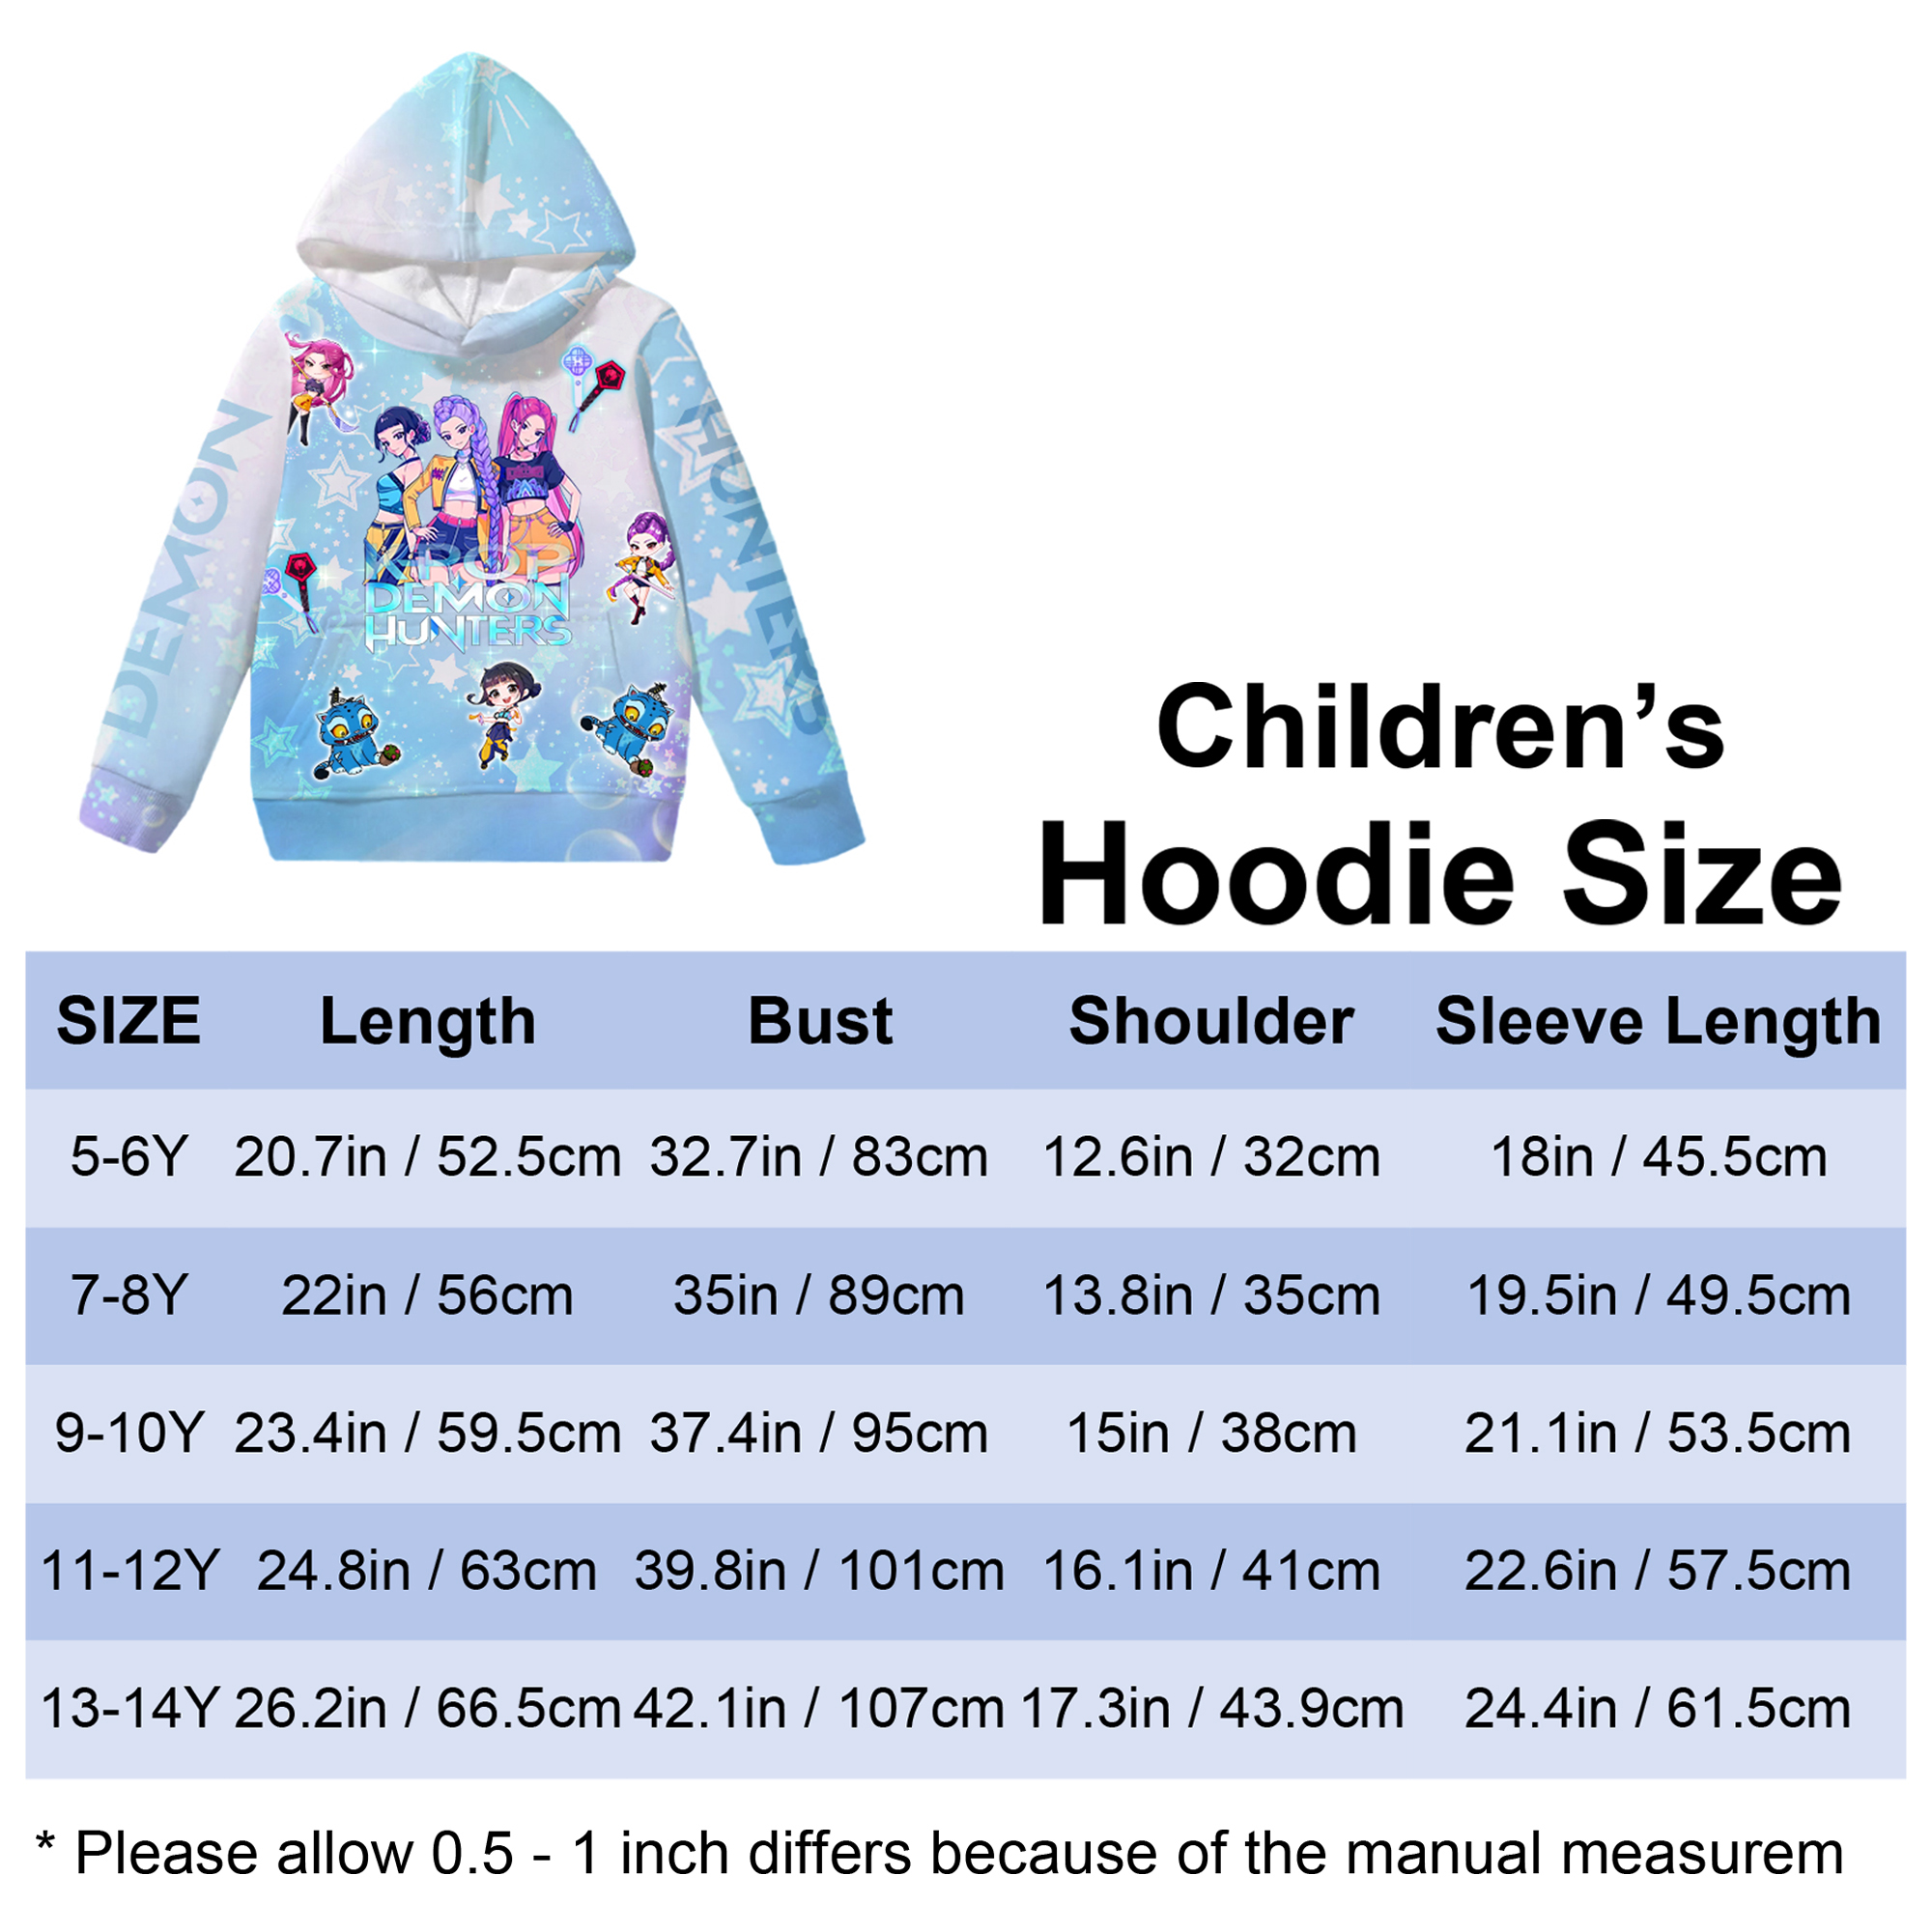 DEMON
HUNTERS
K-POP
DEMON
HUNTERS
Children’s
Hoodie Size
SIZE Length Bust Shoulder Sleeve Length
5-6Y 20.7in / 52.5cm 32.7in / 83cm 12.6in / 32cm 18in / 45.5cm
7-8Y 22in / 56cm 35in / 89cm 13.8in / 35cm 19.5in / 49.5cm
9-10Y 23.4in / 59.5cm 37.4in / 95cm 15in / 38cm 21.1in / 53.5cm
11-12Y 24.8in / 63cm 39.8in / 101cm 16.1in / 41cm 22.6in / 57.5cm
13-14Y 26.2in / 66.5cm 42.1in / 107cm 17.3in / 43.9cm 24.4in / 61.5cm
* Please allow 0.5 - 1 inch differs because of the manual measurem